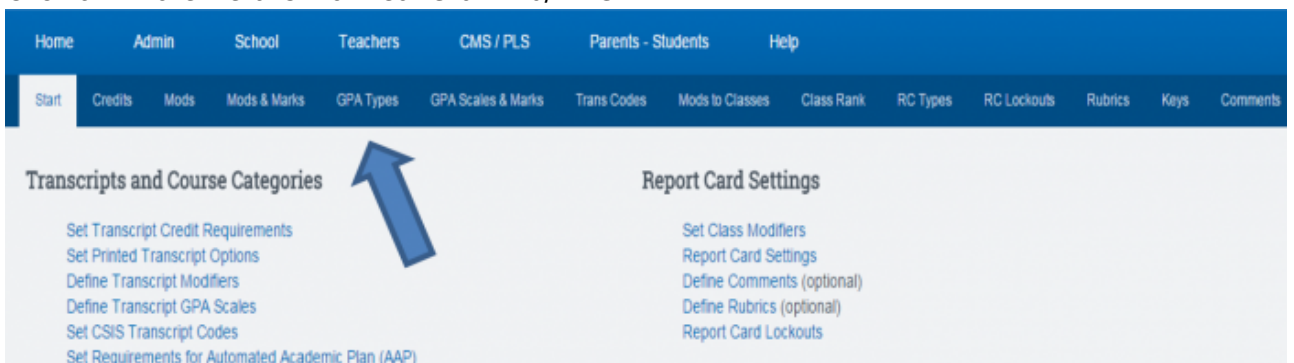 Home Admin School Teachers CMS / PLS Parents - Students Help
Start Credits Mods Mods & Marks GPA Types GPA Scales & Marks Trans Codes Mods to Classes Class Rank RC Types RC Lockouts Rubrics Keys Comments
Transcripts and Course Categories
Set Transcript Credit Requirements
Set Printed Transcript Options
Define Transcript Modifiers
Define Transcript GPA Scales
Set CSIS Transcript Codes
Set Requirements for Automated Academic Plan (AAP)
Report Card Settings
Set Class Modifiers
Report Card Settings
Define Comments (optional)
Define Rubrics (optional)
Report Card Lockouts